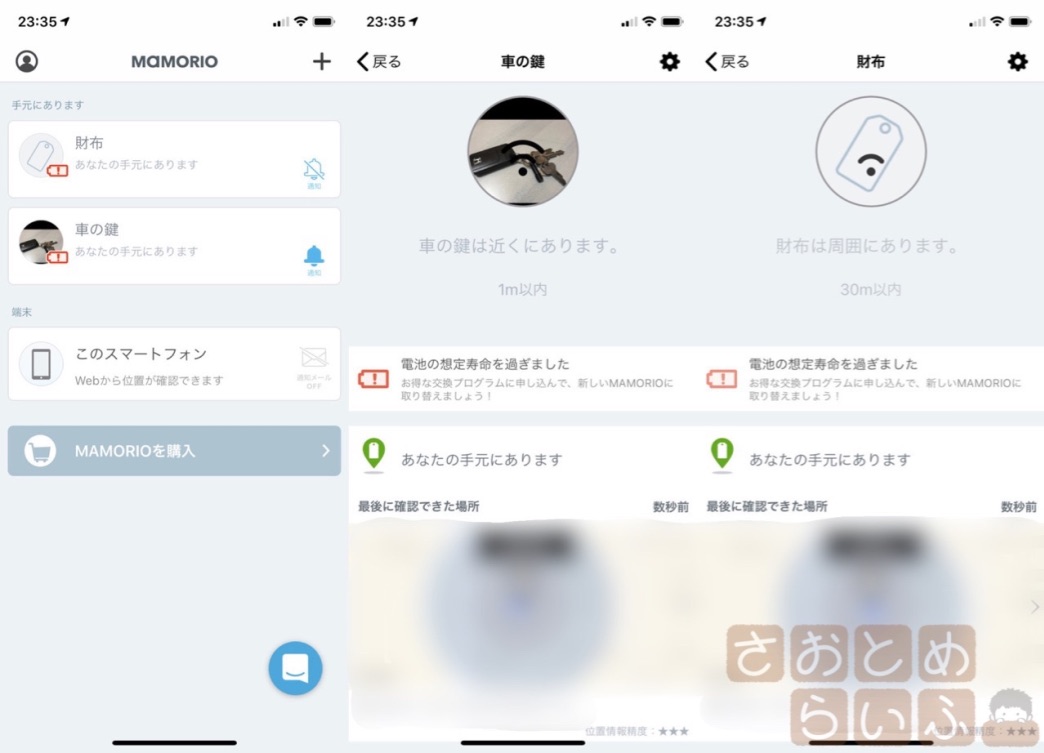 23:35
MAMORIO
手元にあります
財布
あなたの手元にあります
通知
車の鍵
あなたの手元にあります
通知
端末
このスマートフォン
Webから位置が確認できます
通知メール
OFF
MAMORIOを購入
23:35
戻る
車の鍵
車の鍵は近くにあります。
1m以内
電池の想定寿命を過ぎました
お得な交換プログラムに申し込んで、新しいMAMORIOに
取り替えましょう！
あなたの手元にあります
最後に確認できた場所 数秒前
位置情報精度：★★★
23:35
戻る
財布
財布は周囲にあります。
30m以内
電池の想定寿命を過ぎました
お得な交換プログラムに申し込んで、新しいMAMORIOに
取り替えましょう！
あなたの手元にあります
最後に確認できた場所 数秒前
さおとめ
らいふ
位置情報精度：★★★